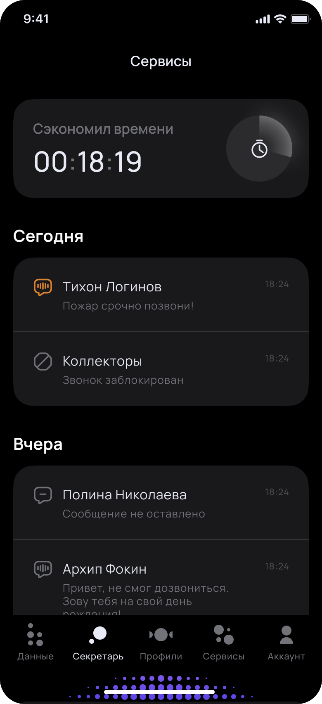 9:41
Сервисы
Сэкономил времени
00:18:19
Сегодня
Тихон Логинов 18:24
Пожар срочно позвони!
Коллекторы 18:24
Звонок заблокирован
Вчера
Полина Николаева 18:24
Сообщение не оставлено
Архип Фокин 18:24
Привет, не смог дозвониться.
Зову тебя на свой день
рождения!
Данные Секретарь Профили Сервисы Аккаунт